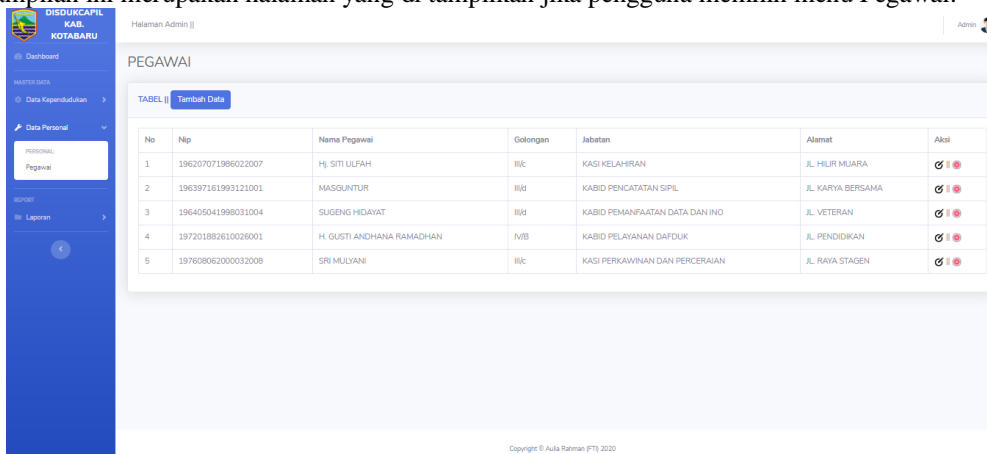 ini merupakan halaman yang di tampilkan jika pengguna memilih menu Pegawai.
DISDUKCAPIL
KAB.
KOTABARU
Halaman Admin ||
Admin
Dashboard
PEGAWAI
MASTER DATA
Data Kependudukan
TABEL || Tambah Data
Data Personal
PERSONAL:
Pegawai
REPORT
Laporan
No Nip Nama Pegawai Golongan Jabatan Alamat Aksi
1 196207071986022007 Hj. SITI ULFAH III/c KASI KELAHIRAN JL. HILIR MUARA ||
2 196397161993121001 MASGUNTUR III/d KABID PENCATATAN SIPIL JL. KARYA BERSAMA ||
3 196405041998031004 SUGENG HIDAYAT III/d KABID PEMANFAATAN DATA DAN INO JL. VETERAN ||
4 197201882610026001 H. GUSTI ANDHANA RAMADHAN IV/B KABID PELAYANAN DAFDUK JL. PENDIDIKAN ||
5 197608062000032008 SRI MULYANI III/c KASI PERKAWINAN DAN PERCERAIAN JL. RAYA STAGEN ||
Copyright © Aulia Rahman (FTI) 2020